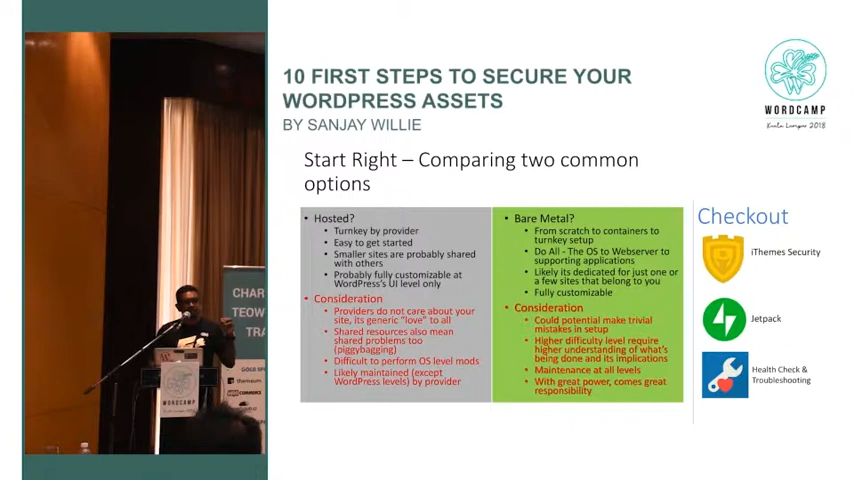 10 FIRST STEPS TO SECURE YOUR
WORDPRESS ASSETS
BY SANJAY WILLIE
WORDCAMP
Kuala Lumpur 2018
Start Right – Comparing two common
options
• Hosted?
• Turnkey by provider
• Easy to get started
• Smaller sites are probably shared
with others
• Probably fully customizable at
WordPress's UI level only
• Consideration
• Providers do not care about your
site, its generic "love" to all
• Shared resources also mean
shared problems too
(piggybagging)
• Difficult to perform OS level mods
• Likely maintained (except
WordPress levels) by provider
• Bare Metal?
• From scratch to containers to
turnkey setup
• Do All - The OS to Webserver to
supporting applications
• Likely its dedicated for just one or
a few sites that belong to you
• Fully customizable
• Consideration
• Could potential make trivial
mistakes in setup
• Higher difficulty level require
higher understanding of what's
being done and its implications
• Maintenance at all levels
• With great power, comes great
responsibility
Checkout
iThemes Security
Jetpack
Health Check &
Troubleshooting
CHAR
TEOW
TRA
GOLD
WORDCAMP